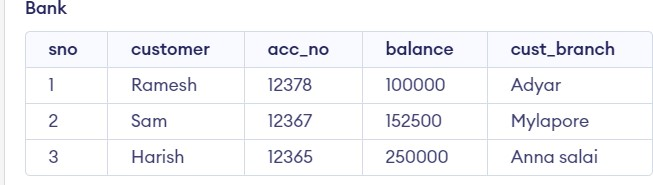 Bank
sno customer acc_no balance cust_branch
1 Ramesh 12378 100000 Adyar
2 Sam 12367 152500 Mylapore
3 Harish 12365 250000 Anna salai